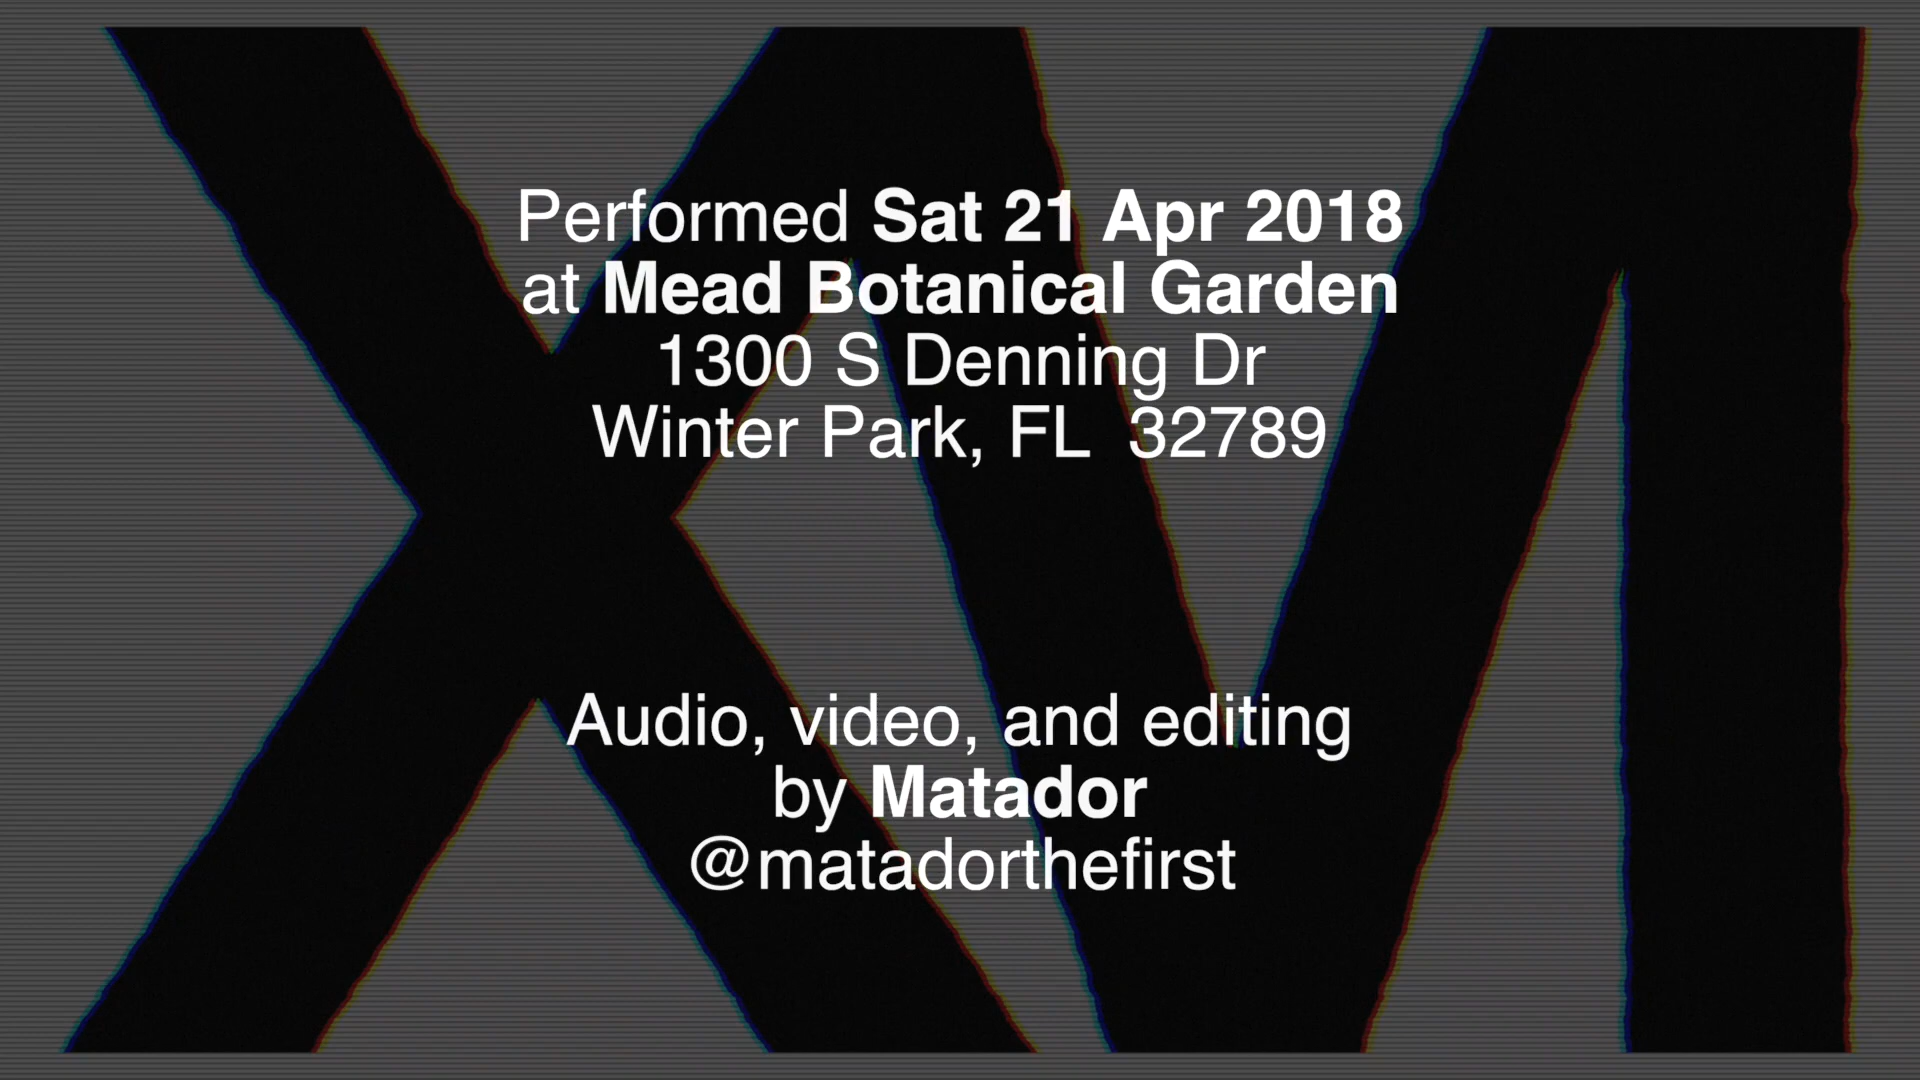 XVI
Performed Sat 21 Apr 2018
at Mead Botanical Garden
1300 S Denning Dr
Winter Park, FL  32789
Audio, video, and editing
by Matador
@matadorthefirst